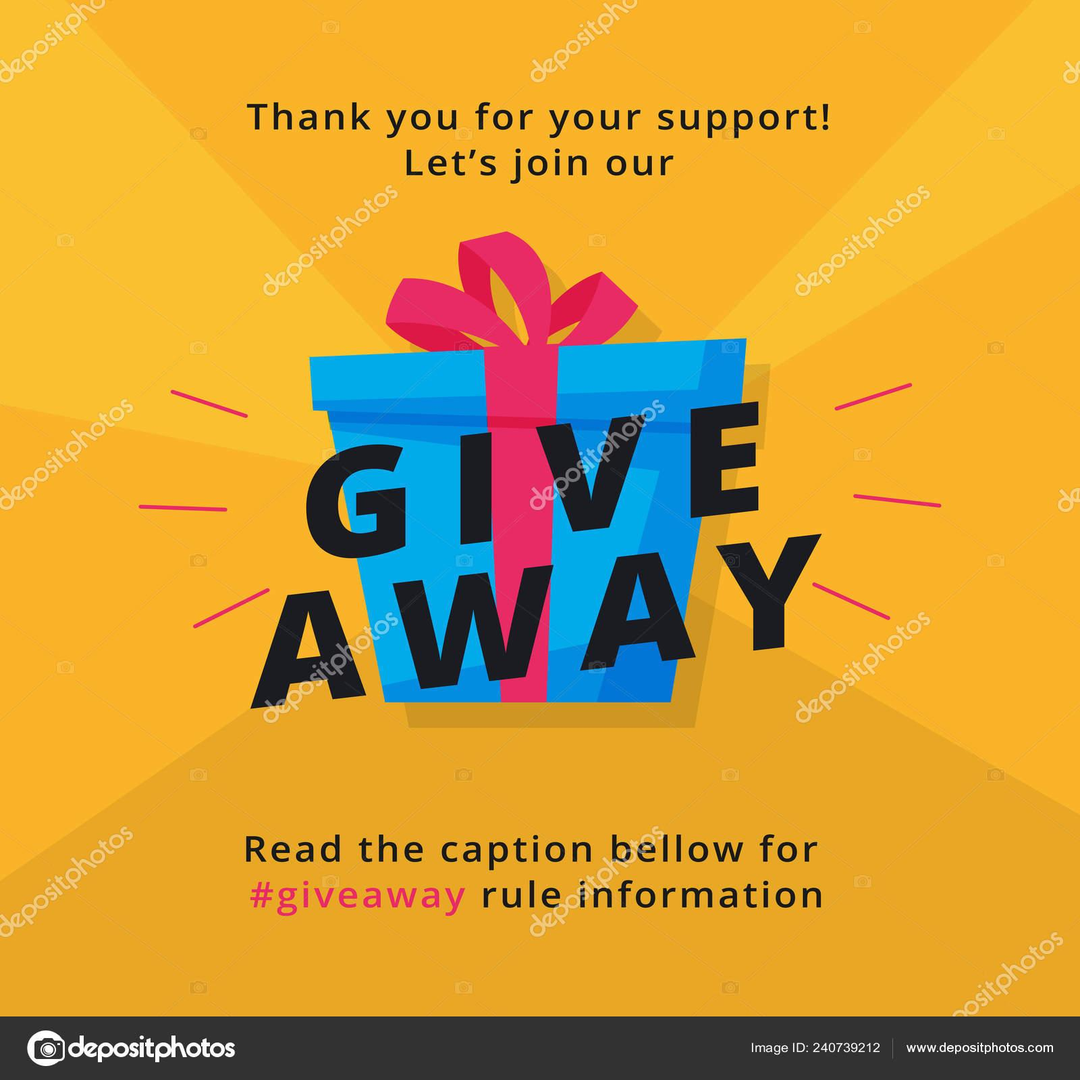 Thank you for your support!
Let's join our
GIVE
AWAY
Read the caption bellow for
#giveaway rule information
depositphotos
Image ID: 240739212
www.depositphotos.com